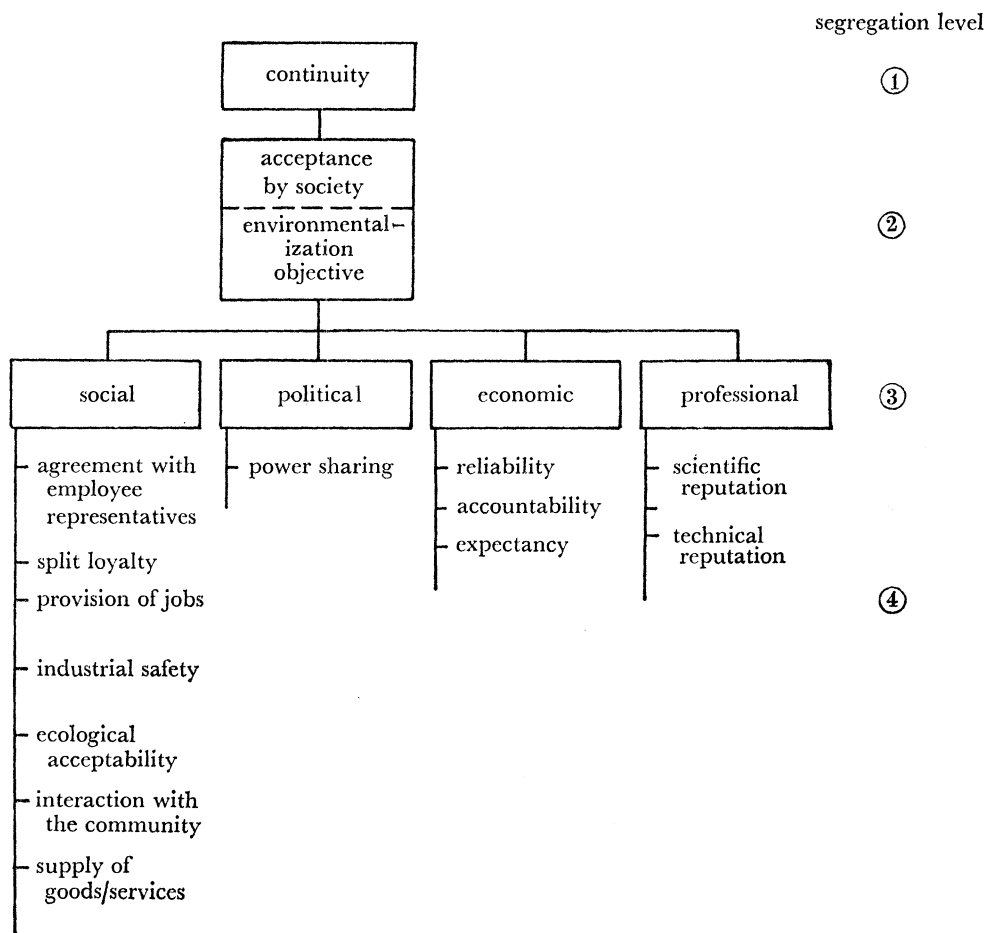 segregation level
continuity
①
acceptance
by society
environmental-
ization
objective
②
social
political
economic
professional
③
agreement with
employee
representatives
split loyalty
provision of jobs
industrial safety
ecological
acceptability
interaction with
the community
supply of
goods/services
power sharing
reliability
accountability
expectancy
scientific
reputation
technical
reputation
④